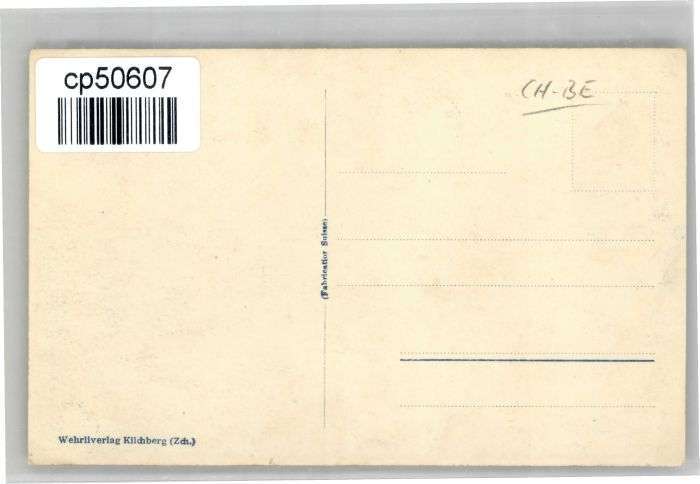 cp50607
CH-BE
(Fabrication Suisse)
Wehrliverlag Kilchberg (Zch.)